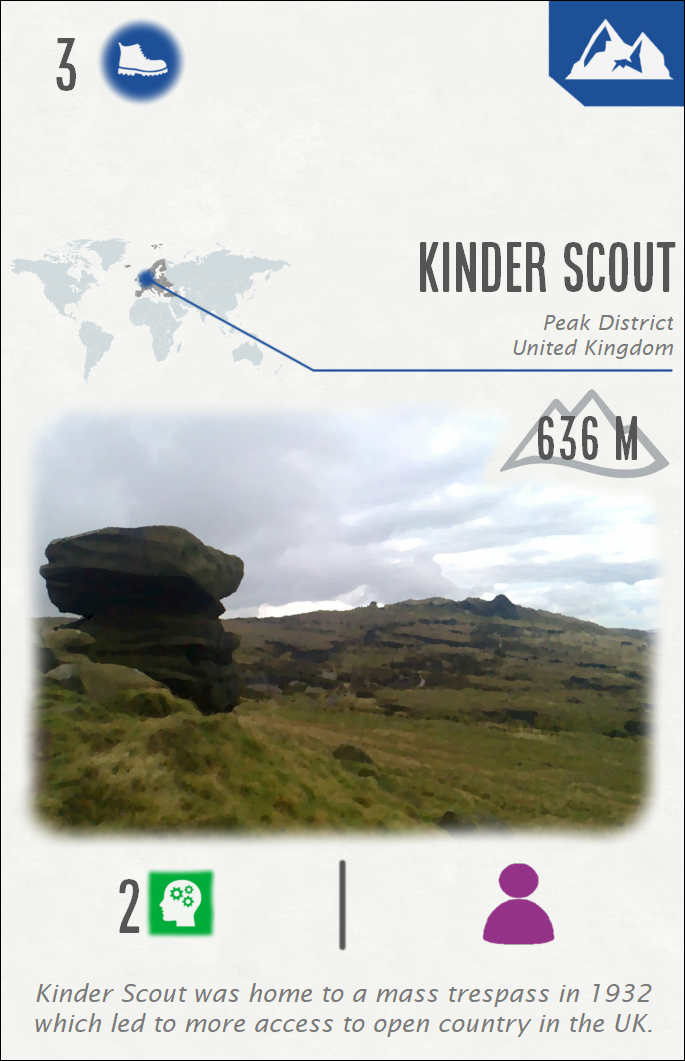 3
KINDER SCOUT
Peak District
United Kingdom
636 M
2
Kinder Scout was home to a mass trespass in 1932
which led to more access to open country in the UK.